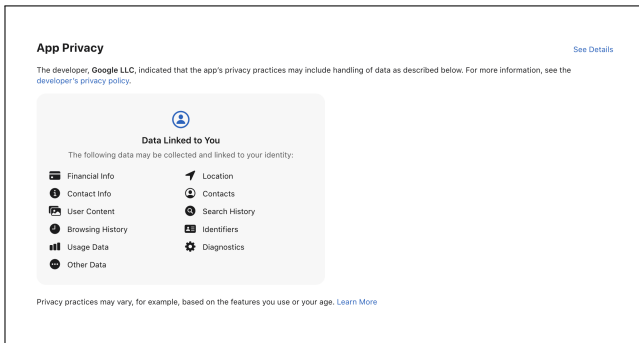 App Privacy
See Details
The developer, Google LLC, indicated that the app's privacy practices may include handling of data as described below. For more information, see the
developer's privacy policy.
Data Linked to You
The following data may be collected and linked to your identity:
Financial Info
Location
Contact Info
Contacts
User Content
Search History
Browsing History
Identifiers
Usage Data
Diagnostics
Other Data
Privacy practices may vary, for example, based on the features you use or your age. Learn More